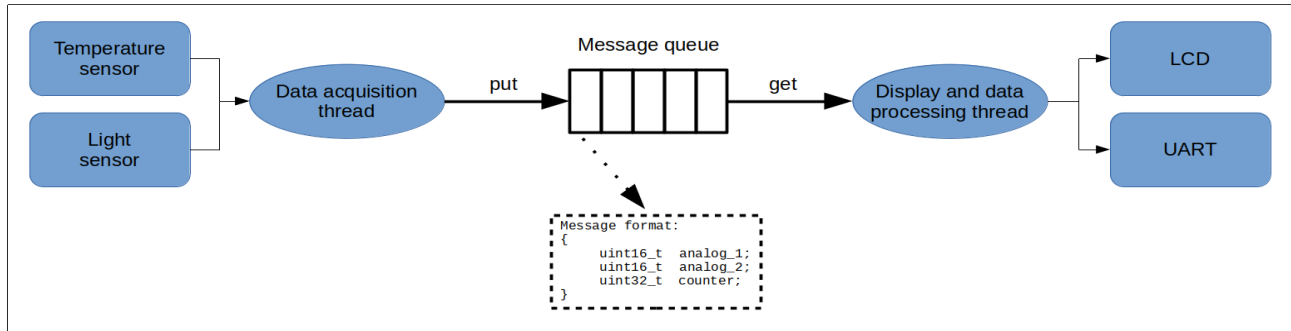 Temperature
sensor
Light
sensor
Data acquisition
thread
put
Message queue
get
Display and data
processing thread
LCD
UART
Message format:
{
uint16_t analog_1;
uint16_t analog_2;
uint32_t counter;
}